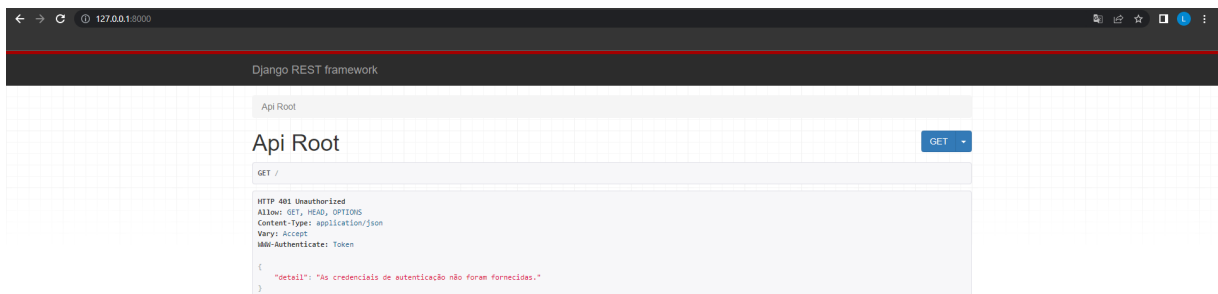 127.0.0.1:8000
L
Django REST framework
Api Root
Api Root
GET
GET /
HTTP 401 Unauthorized
Allow: GET, HEAD, OPTIONS
Content-Type: application/json
Vary: Accept
WWW-Authenticate: Token
{
"detail": "As credenciais de autenticação não foram fornecidas."
}